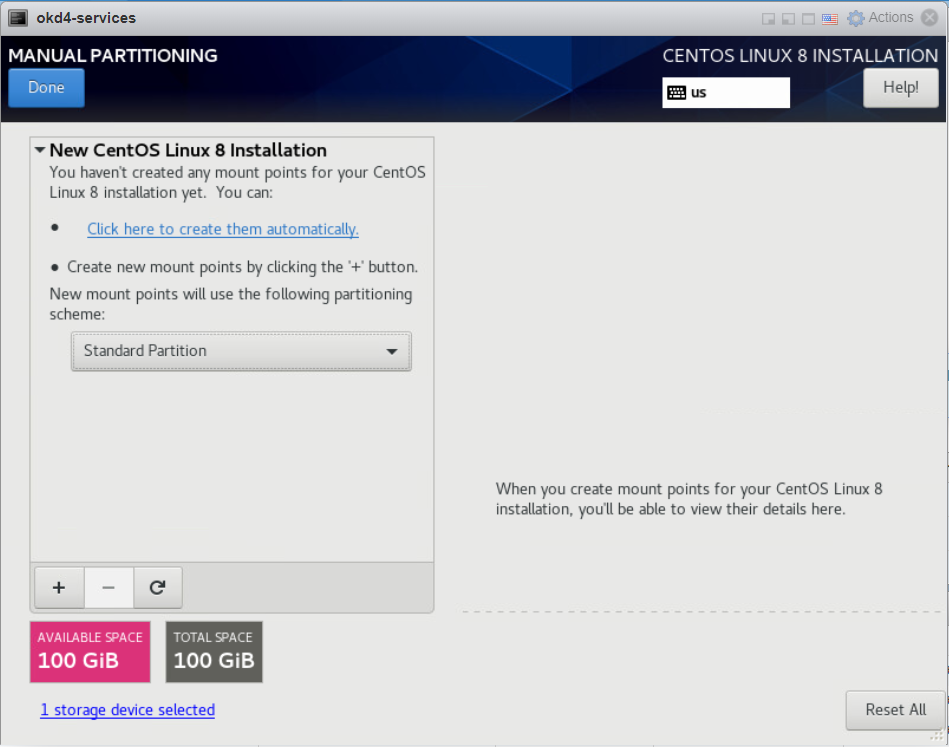 okd4-services
Actions
MANUAL PARTITIONING
CENTOS LINUX 8 INSTALLATION
Done
us
Help!
New CentOS Linux 8 Installation
You haven't created any mount points for your CentOS
Linux 8 installation yet. You can:
• Click here to create them automatically.
• Create new mount points by clicking the '+' button.
New mount points will use the following partitioning
scheme:
Standard Partition
When you create mount points for your CentOS Linux 8
installation, you'll be able to view their details here.
+ −
AVAILABLE SPACE
100 GiB
TOTAL SPACE
100 GiB
1 storage device selected
Reset All